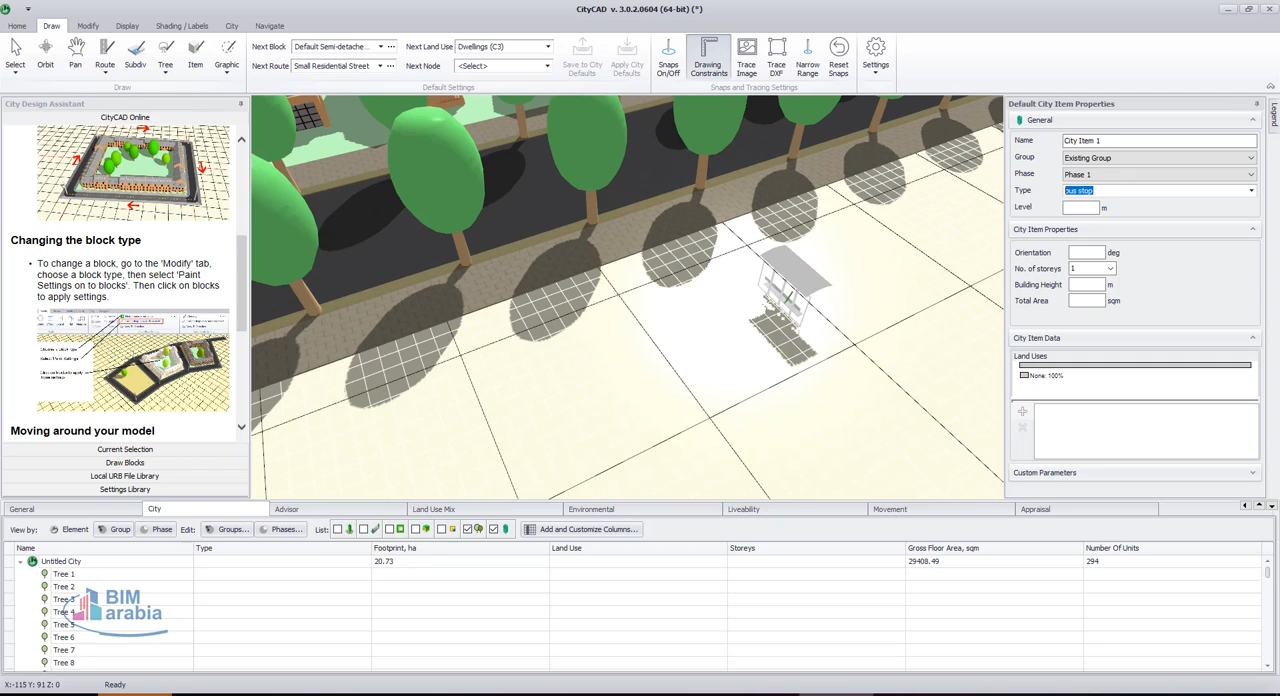 CityCAD v. 3.0.2.0604 (64-bit) (*)
Home Draw Modify Display Shading / Labels City Navigate
Select Orbit Pan Route Subdiv Tree Item Graphic
Next Block Default Semi-detache... Next Land Use Dwellings (C3)
Next Route Small Residential Street Next Node <Select>
Save to City Defaults Apply City Defaults
Snaps On/Off Drawing Constraints Trace Image Trace DXF Narrow Range Reset Snaps Settings
Draw Default Settings Snaps and Tracing Settings
City Design Assistant
CityCAD Online
Changing the block type
• To change a block, go to the 'Modify' tab,
choose a block type, then select 'Paint
Settings on to blocks'. Then click on blocks
to apply settings.
Moving around your model
Current Selection
Draw Blocks
Local URB File Library
Settings Library
Default City Item Properties
Legend
General
Name City Item 1
Group Existing Group
Phase Phase 1
Type bus stop
Level m
City Item Properties
Orientation deg
No. of storeys 1
Building Height m
Total Area sqm
City Item Data
Land Uses
None: 100%
Custom Parameters
General City Advisor Land Use Mix Environmental Liveability Movement Appraisal
View by: Element Group Phase Edit: Groups... Phases... List: Add and Customize Columns...
Name Type Footprint, ha Land Use Storeys Gross Floor Area, sqm Number Of Units
Untitled City 20.73 29408.49 294
Tree 1
Tree 2
Tree 3
Tree 4
Tree 5
Tree 6
Tree 7
Tree 8
BIM
arabia
X:-115 Y: 91 Z: 0 Ready